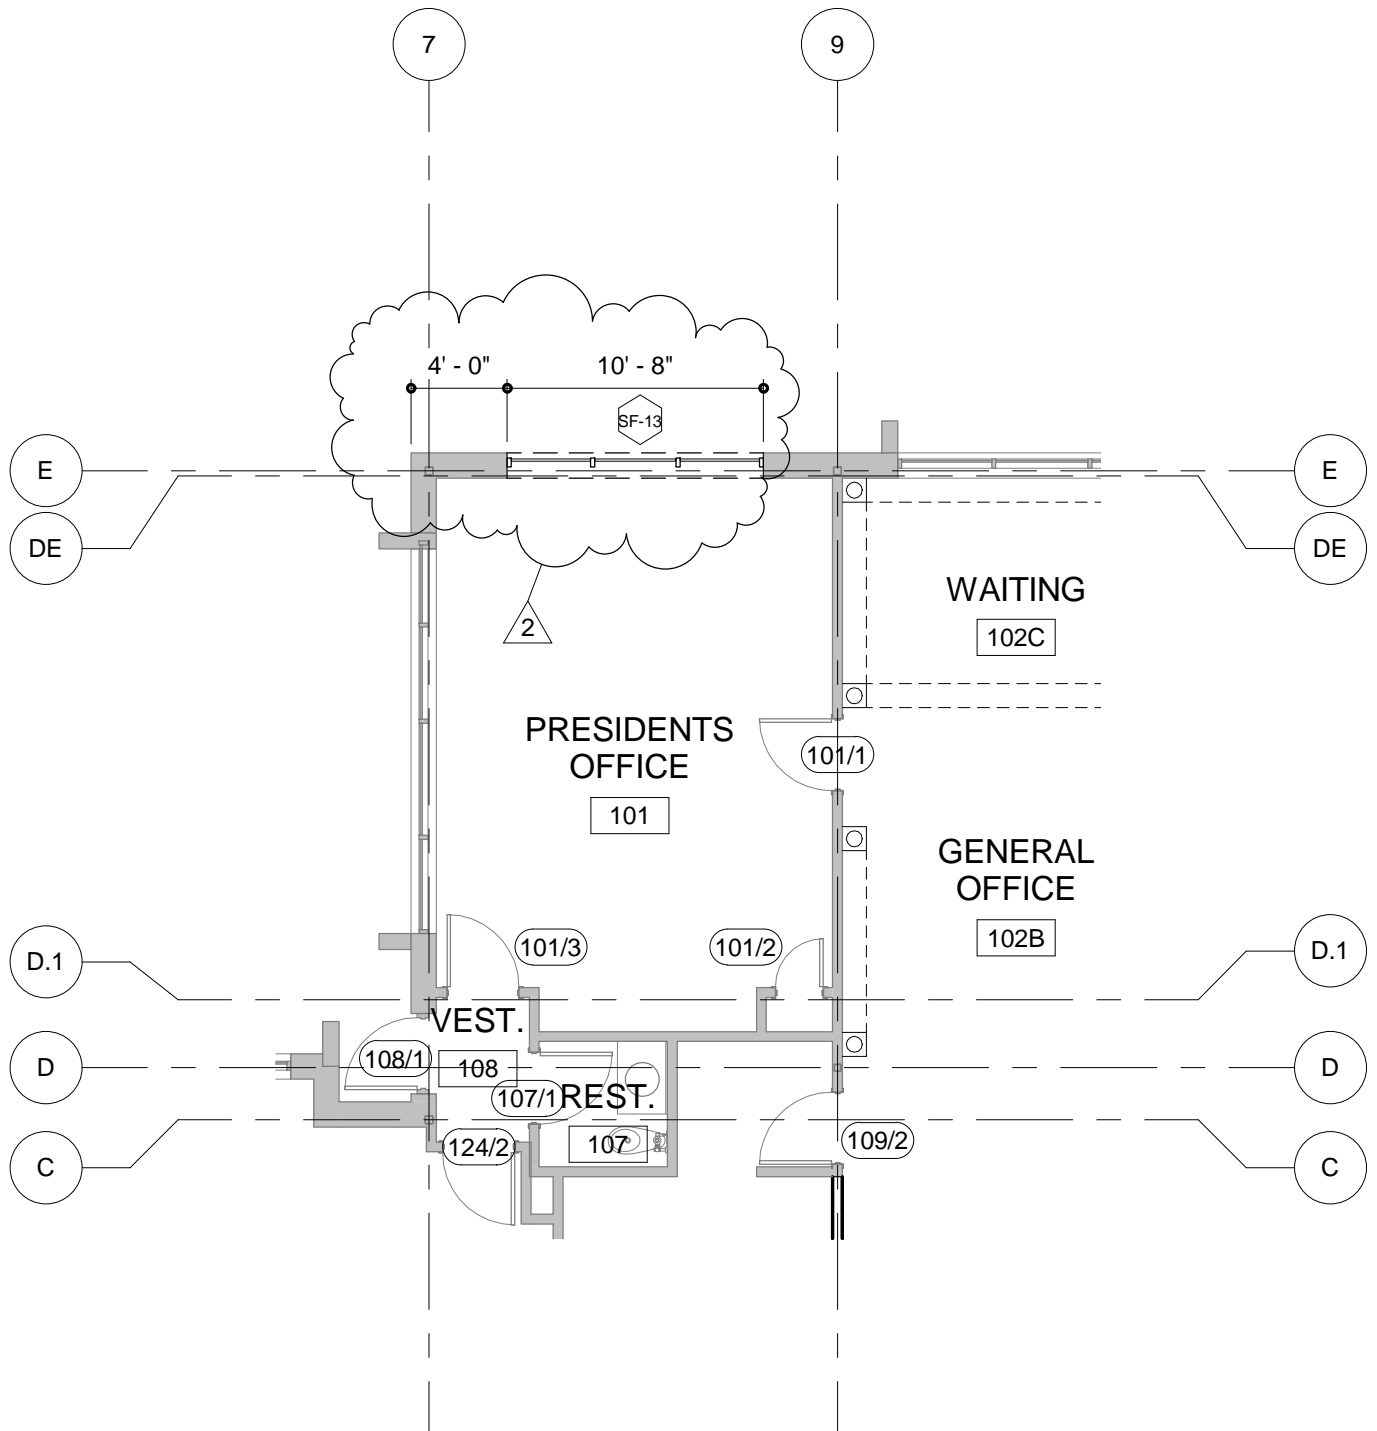 7
9
4' - 0"
10' - 8"
SF-13
E
E
DE
DE
WAITING
102C
2
PRESIDENTS
OFFICE
101
101/1
GENERAL
OFFICE
102B
101/3
101/2
D.1
D.1
VEST.
108/1
108
D
D
107/1
REST.
124/2
107
109/2
C
C